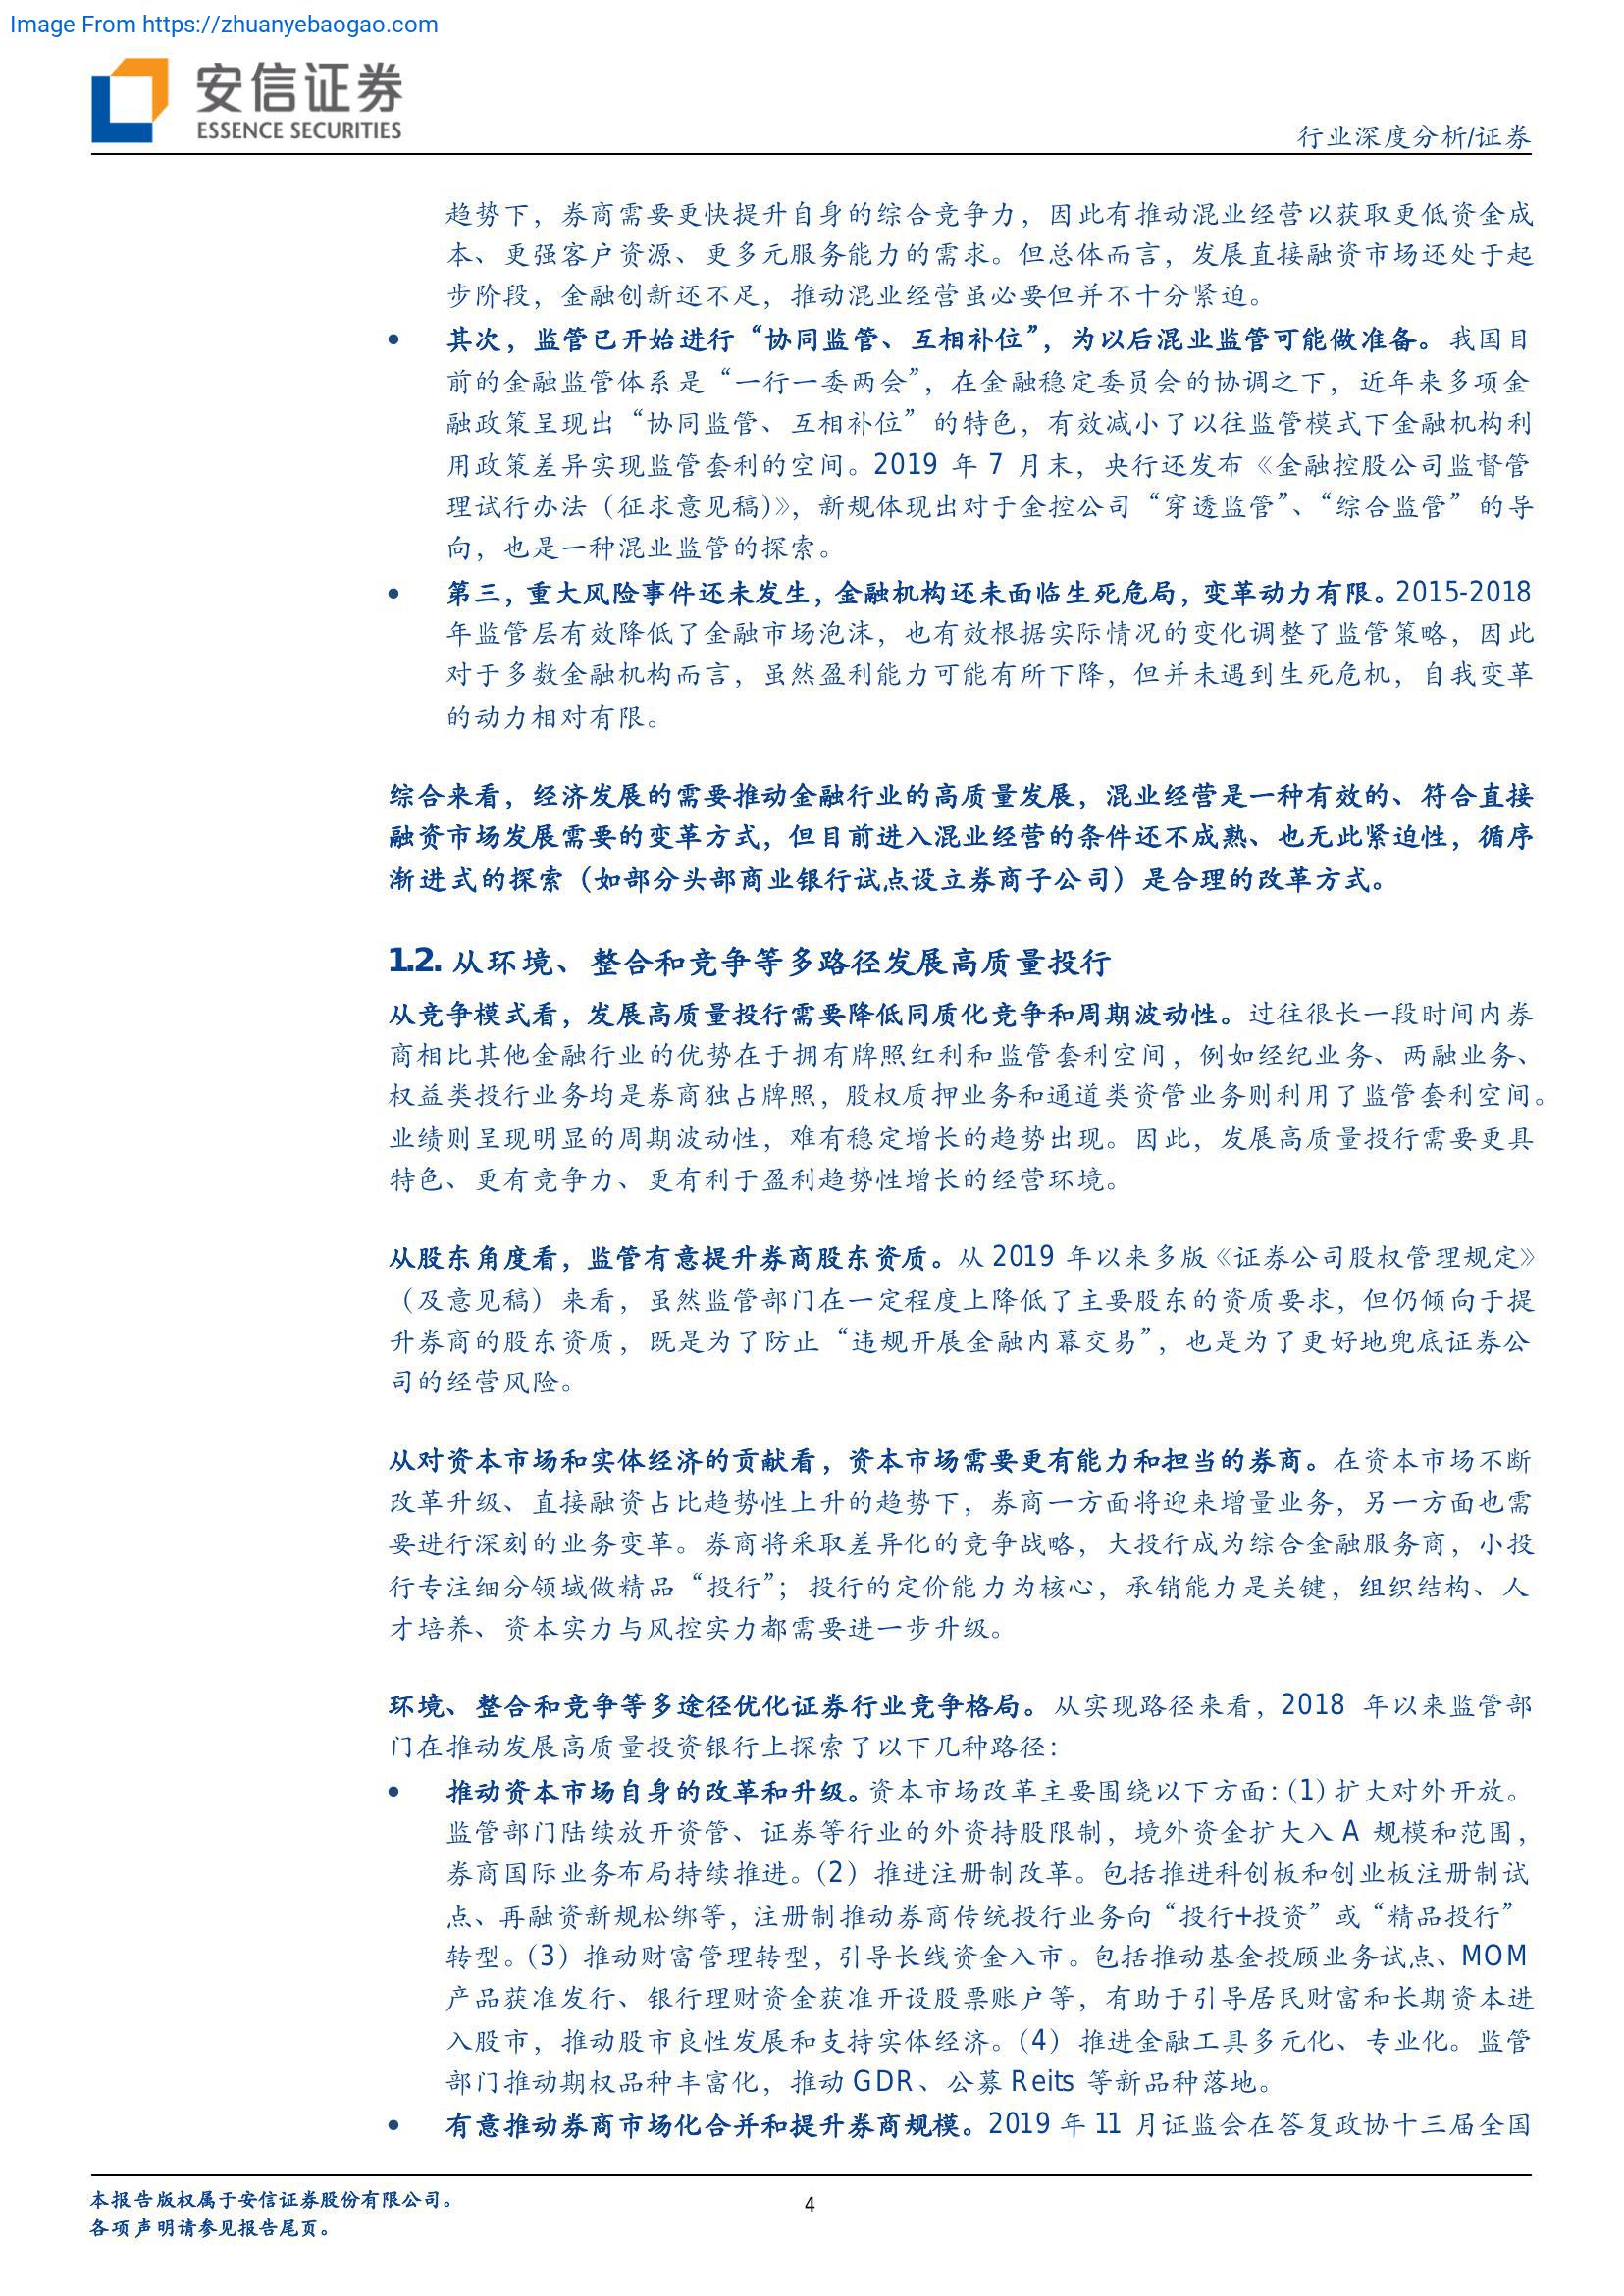 Image From https://zhuanyebaogao.com
安信证券
ESSENCE SECURITIES
行业深度分析/证券
趋势下，券商需要更快提升自身的综合竞争力，因此有推动混业经营以获取更低资金成
本、更强客户资源、更多元服务能力的需求。但总体而言，发展直接融资市场还处于起
步阶段，金融创新还不足，推动混业经营虽必要但并不十分紧迫。
• 其次，监管已开始进行“协同监管、互相补位”，为以后混业监管可能做准备。我国目
前的金融监管体系是“一行一委两会”，在金融稳定委员会的协调之下，近年来多项金
融政策呈现出“协同监管、互相补位”的特色，有效减小了以往监管模式下金融机构利
用政策差异实现监管套利的空间。2019 年 7 月末，央行还发布《金融控股公司监督管
理试行办法（征求意见稿）》，新规体现出对于金控公司“穿透监管”、“综合监管”的导
向，也是一种混业监管的探索。
• 第三，重大风险事件还未发生，金融机构还未面临生死危局，变革动力有限。2015-2018
年监管层有效降低了金融市场泡沫，也有效根据实际情况的变化调整了监管策略，因此
对于多数金融机构而言，虽然盈利能力可能有所下降，但并未遇到生死危机，自我变革
的动力相对有限。
综合来看，经济发展的需要推动金融行业的高质量发展，混业经营是一种有效的、符合直接
融资市场发展需要的变革方式，但目前进入混业经营的条件还不成熟、也无此紧迫性，循序
渐进式的探索（如部分头部商业银行试点设立券商子公司）是合理的改革方式。
1.2. 从环境、整合和竞争等多路径发展高质量投行
从竞争模式看，发展高质量投行需要降低同质化竞争和周期波动性。过往很长一段时间内券
商相比其他金融行业的优势在于拥有牌照红利和监管套利空间，例如经纪业务、两融业务、
权益类投行业务均是券商独占牌照，股权质押业务和通道类资管业务则利用了监管套利空间。
业绩则呈现明显的周期波动性，难有稳定增长的趋势出现。因此，发展高质量投行需要更具
特色、更有竞争力、更有利于盈利趋势性增长的经营环境。
从股东角度看，监管有意提升券商股东资质。从 2019 年以来多版《证券公司股权管理规定》
（及意见稿）来看，虽然监管部门在一定程度上降低了主要股东的资质要求，但仍倾向于提
升券商的股东资质，既是为了防止“违规开展金融内幕交易”，也是为了更好地兜底证券公
司的经营风险。
从对资本市场和实体经济的贡献看，资本市场需要更有能力和担当的券商。在资本市场不断
改革升级、直接融资占比趋势性上升的趋势下，券商一方面将迎来增量业务，另一方面也需
要进行深刻的业务变革。券商将采取差异化的竞争战略，大投行成为综合金融服务商，小投
行专注细分领域做精品“投行”；投行的定价能力为核心，承销能力是关键，组织结构、人
才培养、资本实力与风控实力都需要进一步升级。
环境、整合和竞争等多途径优化证券行业竞争格局。从实现路径来看，2018 年以来监管部
门在推动发展高质量投资银行上探索了以下几种路径：
• 推动资本市场自身的改革和升级。资本市场改革主要围绕以下方面：（1）扩大对外开放。
监管部门陆续放开资管、证券等行业的外资持股限制，境外资金扩大入 A 规模和范围，
券商国际业务布局持续推进。（2）推进注册制改革。包括推进科创板和创业板注册制试
点、再融资新规松绑等，注册制推动券商传统投行业务向“投行+投资”或“精品投行”
转型。（3）推动财富管理转型，引导长线资金入市。包括推动基金投顾业务试点、MOM
产品获准发行、银行理财资金获准开设股票账户等，有助于引导居民财富和长期资本进
入股市，推动股市良性发展和支持实体经济。（4）推进金融工具多元化、专业化。监管
部门推动期权品种丰富化，推动 GDR、公募 Reits 等新品种落地。
• 有意推动券商市场化合并和提升券商规模。2019 年 11 月证监会在答复政协十三届全国
本报告版权属于安信证券股份有限公司。
各项声明请参见报告尾页。
4